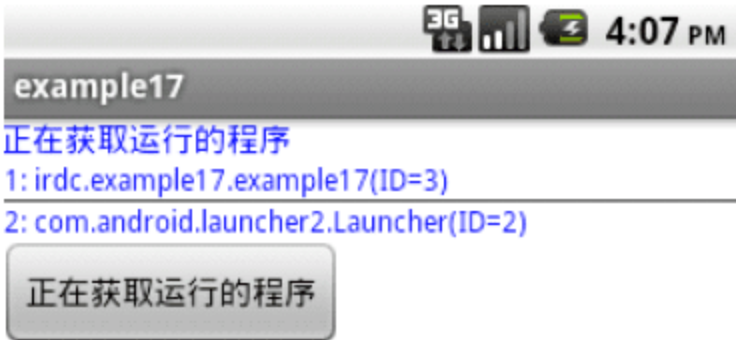 3G 4:07 PM
example17
正在获取运行的程序
1: irdc.example17.example17(ID=3)
2: com.android.launcher2.Launcher(ID=2)
正在获取运行的程序